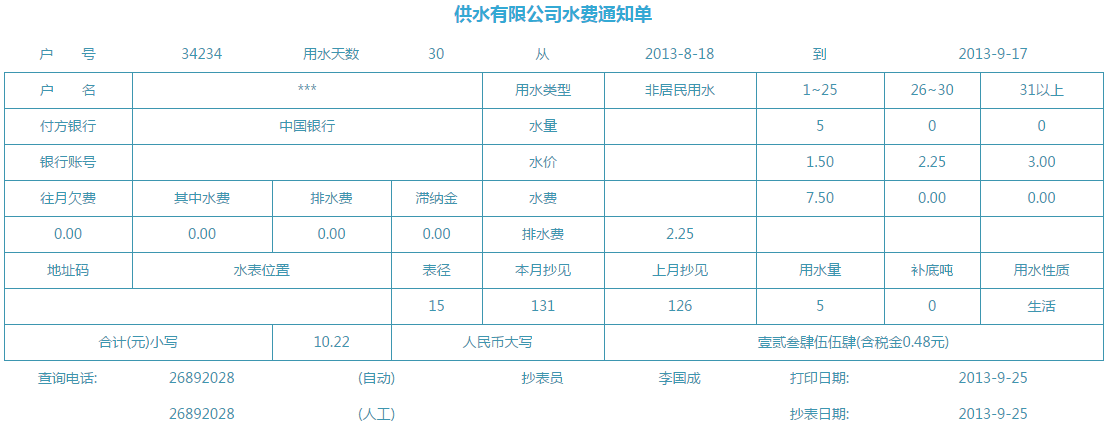 供水有限公司水费通知单
户 号 34234 用水天数 30 从 2013-8-18 到 2013-9-17
户 名 *** 用水类型 非居民用水 1~25 26~30 31以上
付方银行 中国银行 水量 5 0 0
银行账号 水价 1.50 2.25 3.00
往月欠费 其中水费 排水费 滞纳金 水费 7.50 0.00 0.00
0.00 0.00 0.00 0.00 排水费 2.25
地址码 水表位置 表径 本月抄见 上月抄见 用水量 补底吨 用水性质
15 131 126 5 0 生活
合计(元)小写 10.22 人民币大写 壹贰叁肆伍伍肆(含税金0.48元)
查询电话: 26892028 (自动) 抄表员 李国成 打印日期: 2013-9-25
26892028 (人工) 抄表日期: 2013-9-25